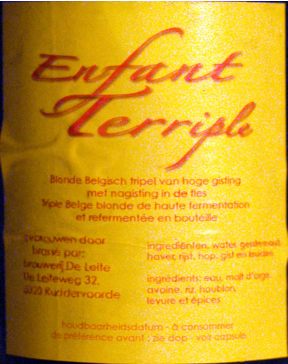 Enfant
Terriple
Blonde Belgisch tripel van hoge gisting
met nagisting in de fles
Triple Belge blonde de haute fermentation
et refermentée en bouteille
gebrouwen door
brassé par:
brouwerij De Leite
De Leiteweg 32,
8020 Ruddervoorde
ingrediënten: water, gerstemout,
haver, rijst, hop, gist en kruiden
ingrédients: eau, malt d'orge,
avoine, riz, houblon,
levure et épices
houdbaarheidsdatum - à consommer
de préférence avant : zie dop - voir capsule